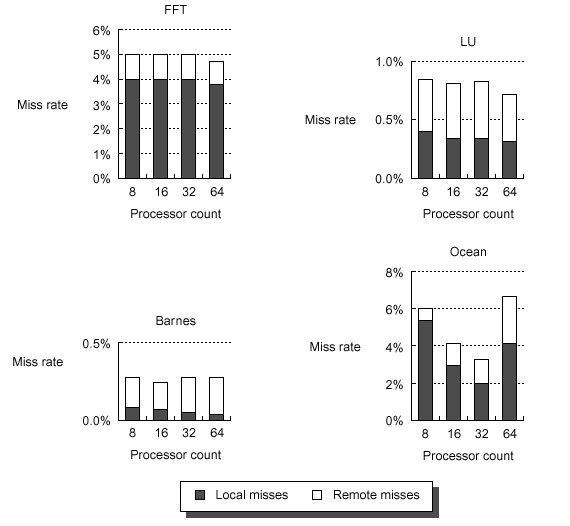 FFT
6%
5%
4%
3%
2%
1%
0%
Miss rate
8 16 32 64
Processor count
LU
1.0%
0.5%
0.0%
Miss rate
8 16 32 64
Processor count
Barnes
0.5%
0.0%
Miss rate
8 16 32 64
Processor count
Ocean
8%
6%
4%
2%
0%
Miss rate
8 16 32 64
Processor count
Local misses Remote misses